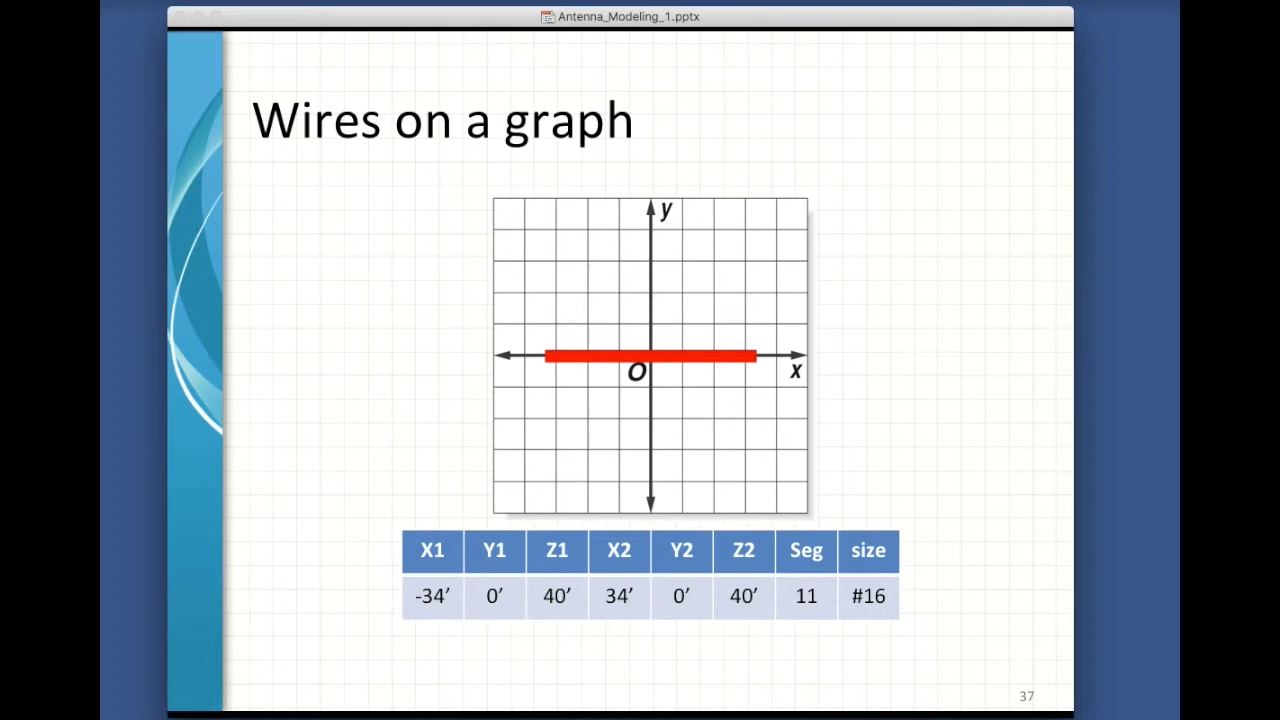 Antenna_Modeling_1.pptx
Wires on a graph
y
O
x
X1 Y1 Z1 X2 Y2 Z2 Seg size
-34’ 0’ 40’ 34’ 0’ 40’ 11 #16
37